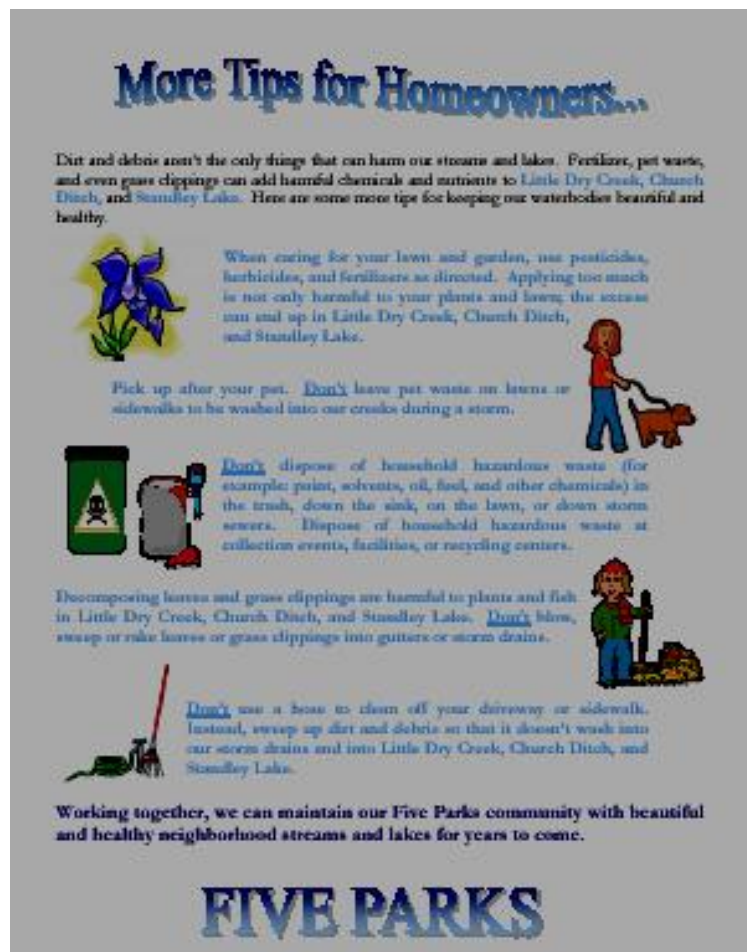 More Tips for Homeowners...
Dirt and debris aren't the only things that can harm our streams and lakes. Fertilizer, pet waste,
and even grass clippings can add harmful chemicals and nutrients to Little Dry Creek, Church
Ditch, and Standley Lake. Here are some more tips for keeping our waterbodies beautiful and
healthy.
When caring for your lawn and garden, use pesticides,
herbicides, and fertilizers as directed. Applying too much
is not only harmful to your plants and lawn; the excess
can end up in Little Dry Creek, Church Ditch,
and Standley Lake.
Pick up after your pet. Don't leave pet waste on lawns or
sidewalks to be washed into our creeks during a storm.
Don't dispose of household hazardous waste (for
example: paint, solvents, oil, fuel, and other chemicals) in
the trash, down the sink, on the lawn, or down storm
sewers. Dispose of household hazardous waste at
collection events, facilities, or recycling centers.
Decomposing leaves and grass clippings are harmful to plants and fish
in Little Dry Creek, Church Ditch, and Standley Lake. Don't blow,
sweep or rake leaves or grass clippings into gutters or storm drains.
Don't use a hose to clean off your driveway or sidewalk.
Instead, sweep up dirt and debris so that it doesn't wash into
our storm drains and into Little Dry Creek, Church Ditch, and
Standley Lake.
Working together, we can maintain our Five Parks community with beautiful
and healthy neighborhood streams and lakes for years to come.
FIVE PARKS